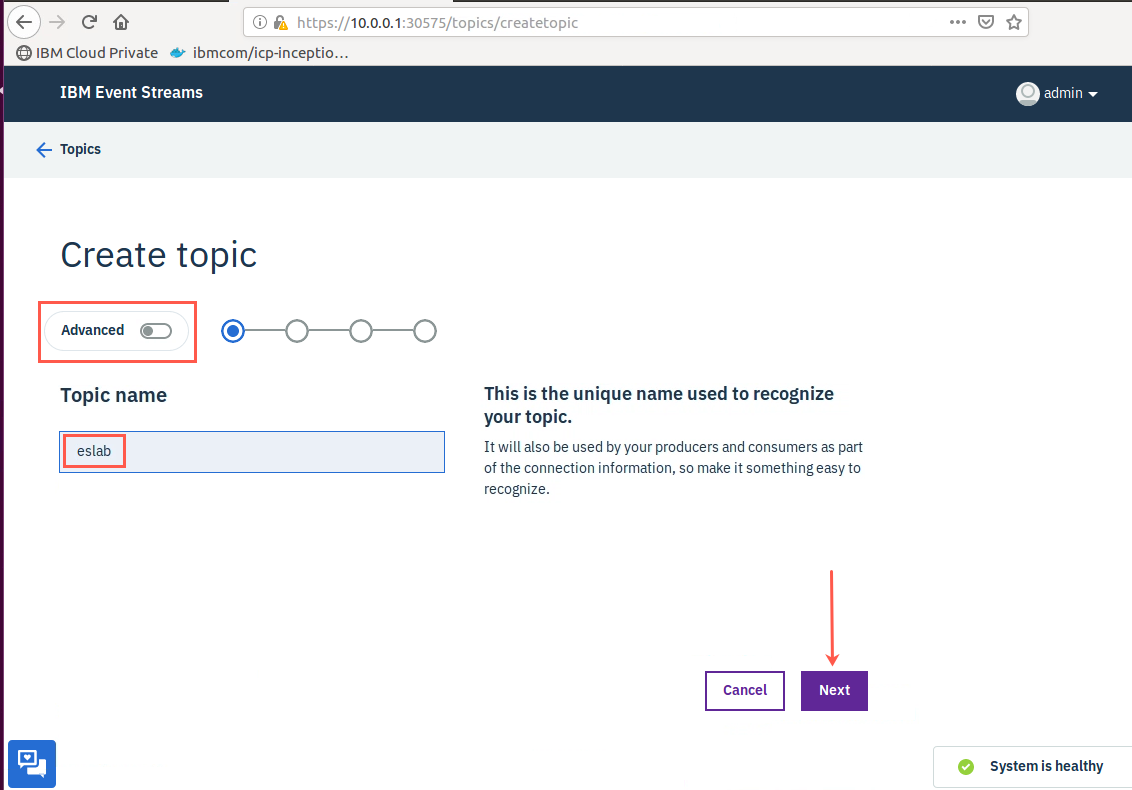 https://10.0.0.1:30575/topics/createtopic
IBM Cloud Private ibmcom/icp-inceptio…
IBM Event Streams
admin
Topics
Create topic
Advanced
Topic name
eslab
This is the unique name used to recognize
your topic.
It will also be used by your producers and consumers as part
of the connection information, so make it something easy to
recognize.
Cancel
Next
System is healthy